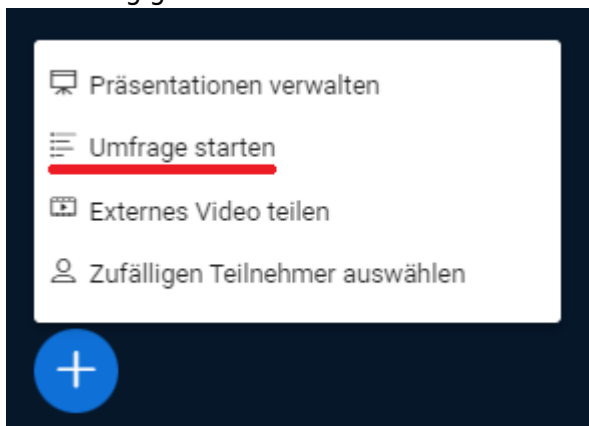 Präsentationen verwalten
Umfrage starten
Externes Video teilen
Zufälligen Teilnehmer auswählen